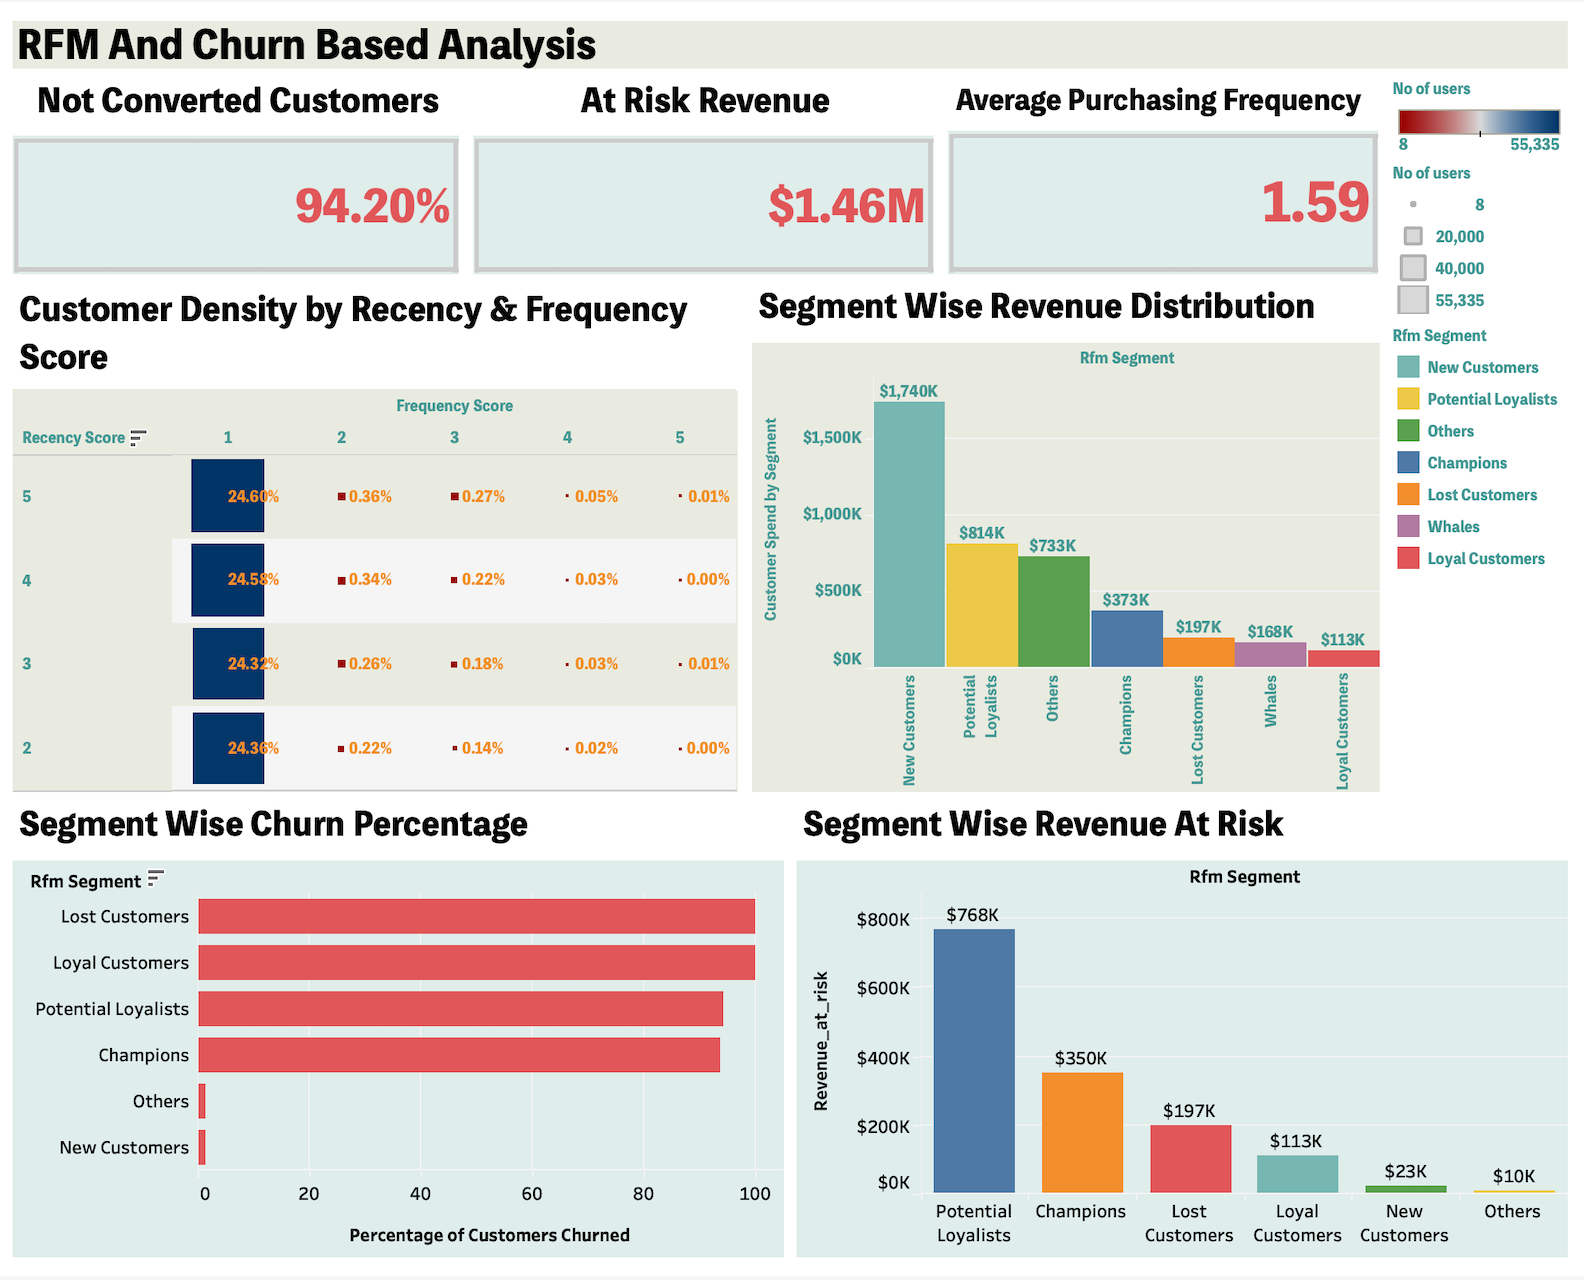 RFM And Churn Based Analysis
Not Converted Customers
At Risk Revenue
Average Purchasing Frequency
94.20%
$1.46M
1.59
No of users
8 55,335
No of users
8
20,000
40,000
55,335
Rfm Segment
New Customers
Potential Loyalists
Others
Champions
Lost Customers
Whales
Loyal Customers
Customer Density by Recency & Frequency
Score
Frequency Score
Recency Score 1 2 3 4 5
5 24.60% 0.36% 0.27% 0.05% 0.01%
4 24.58% 0.34% 0.22% 0.03% 0.00%
3 24.32% 0.26% 0.18% 0.03% 0.01%
2 24.36% 0.22% 0.14% 0.02% 0.00%
Segment Wise Revenue Distribution
Rfm Segment
Customer Spend by Segment
$1,500K
$1,000K
$500K
$0K
$1,740K
$814K
$733K
$373K
$197K
$168K
$113K
New Customers
Potential
Loyalists
Others
Champions
Lost Customers
Whales
Loyal Customers
Segment Wise Churn Percentage
Rfm Segment
Lost Customers
Loyal Customers
Potential Loyalists
Champions
Others
New Customers
0 20 40 60 80 100
Percentage of Customers Churned
Segment Wise Revenue At Risk
Rfm Segment
Revenue_at_risk
$800K
$600K
$400K
$200K
$0K
$768K
$350K
$197K
$113K
$23K
$10K
Potential
Loyalists
Champions
Lost
Customers
Loyal
Customers
New
Customers
Others